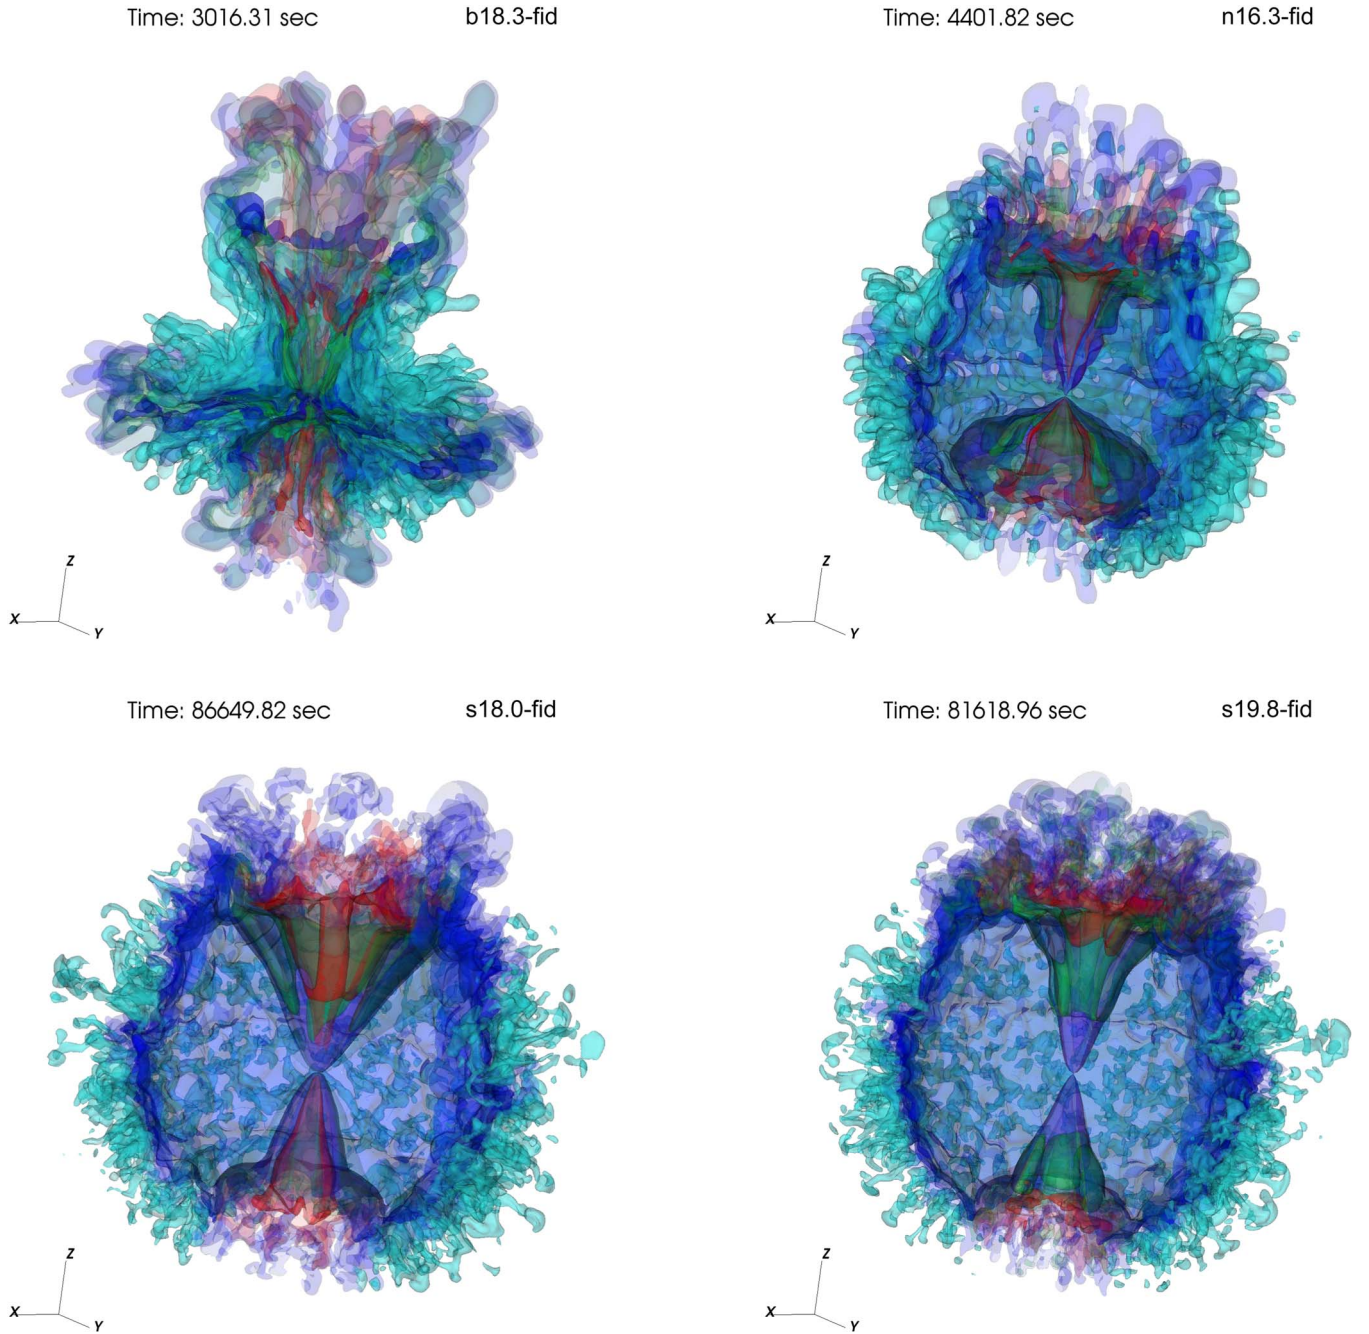 Time: 3016.31 sec b18.3-fid
Time: 4401.82 sec n16.3-fid
Z
X
Y
Z
X
Y
Time: 86649.82 sec s18.0-fid
Time: 81618.96 sec s19.8-fid
Z
X
Y
Z
X
Y